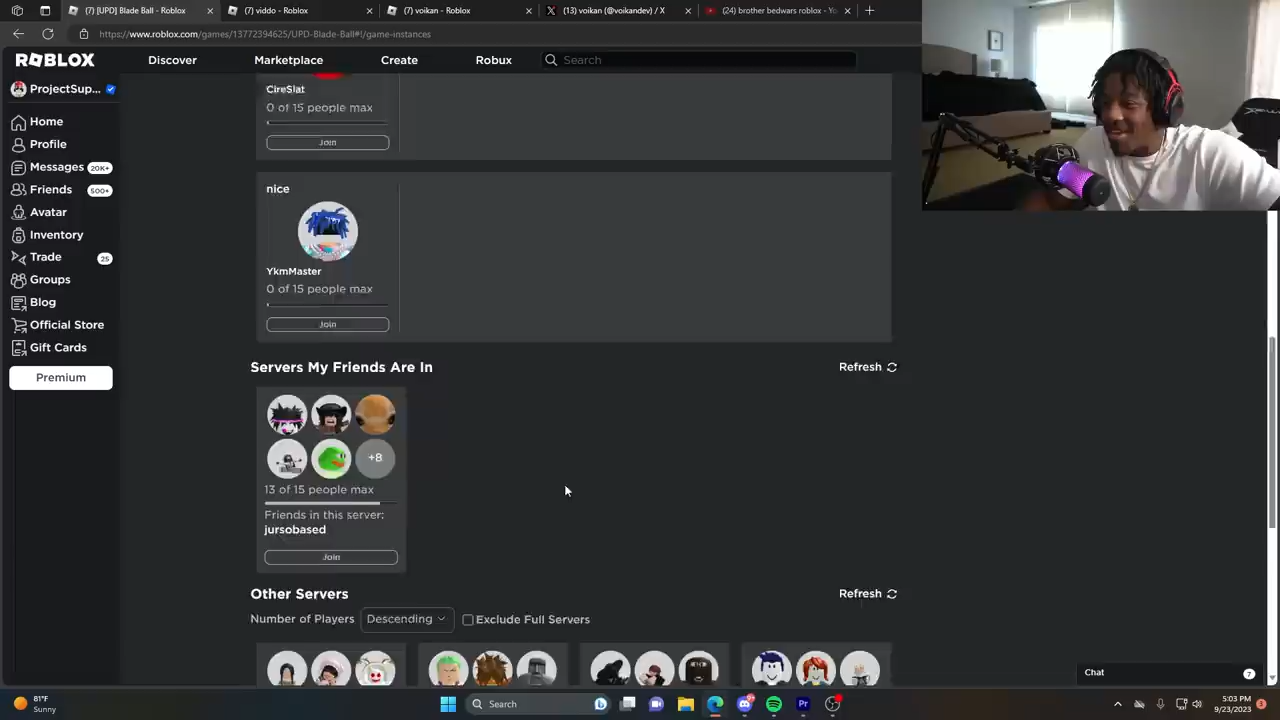 (7) [UPD] Blade Ball - Roblox
(7) viddo - Roblox
(7) voikan - Roblox
(13) voikan (@voikandev) / X
(24) brother bedwars roblox - Yo
https://www.roblox.com/games/13772394625/UPD-Blade-Ball#!/game-instances
ROBLOX
Discover
Marketplace
Create
Robux
Search
ProjectSup...
Home
Profile
Messages 20K+
Friends 500+
Avatar
Inventory
Trade 25
Groups
Blog
Official Store
Gift Cards
Premium
CireSlat
0 of 15 people max
Join
nice
YkmMaster
0 of 15 people max
Join
Servers My Friends Are In
Refresh
+8
13 of 15 people max
Friends in this server:
jursobased
Join
Other Servers
Refresh
Number of Players
Descending
Exclude Full Servers
Chat 7
81°F
Sunny
Search
5:03 PM
9/23/2023